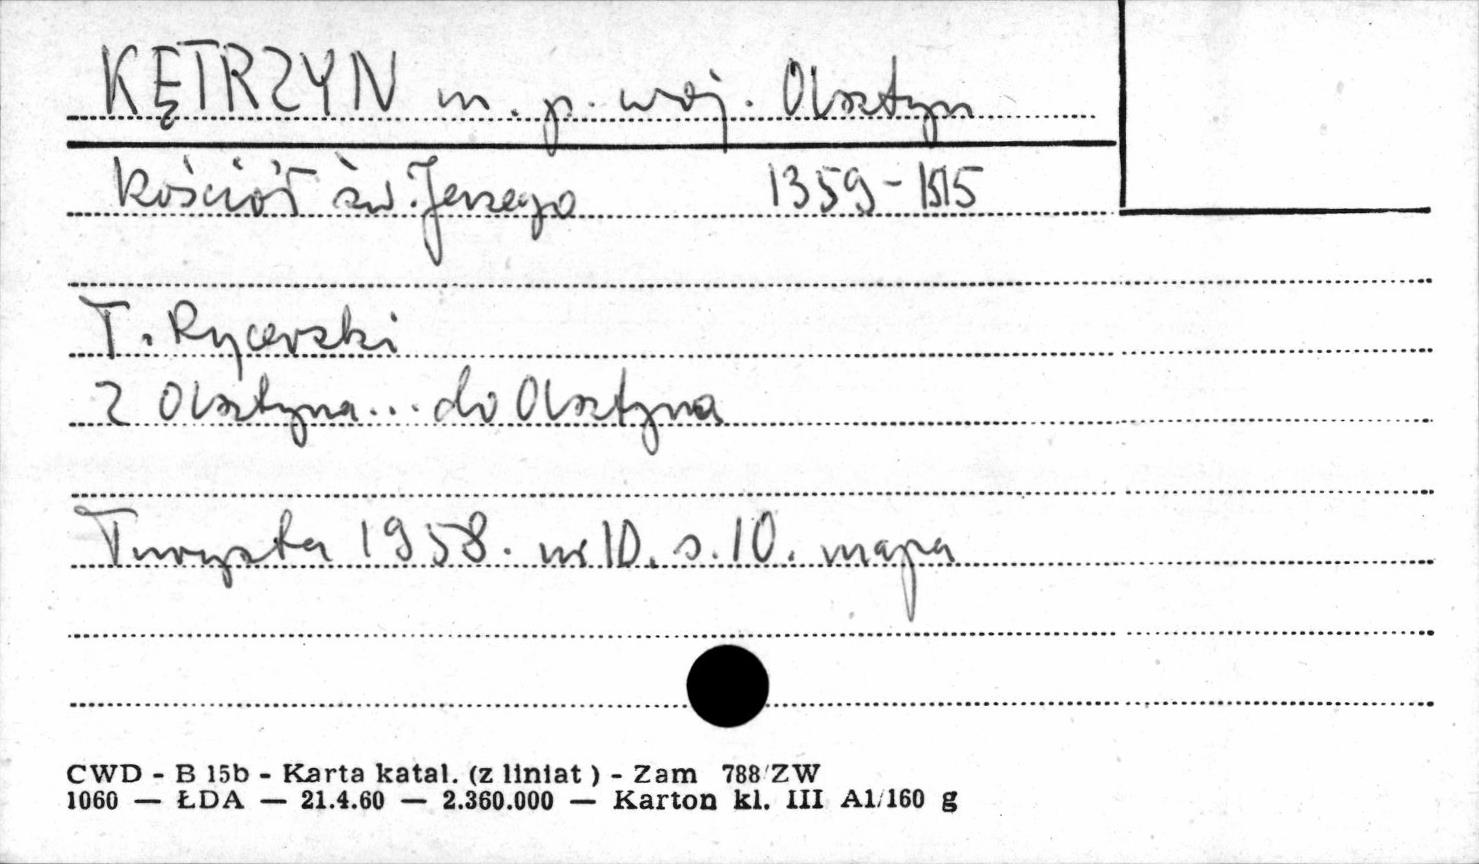 KĘTRZYN m. p. woj. Olsztyn
kościół św. Jerzego 1359-1515
T. Rycerski
z Olsztyna... do Olsztyna
Turysta 1958. nr 10. s. 10. mapa
CWD - B 15b - Karta katal. (z liniat ) - Zam 788/ZW
1060 — ŁDA — 21.4.60 — 2.360.000 — Karton kl. III A1/160 g